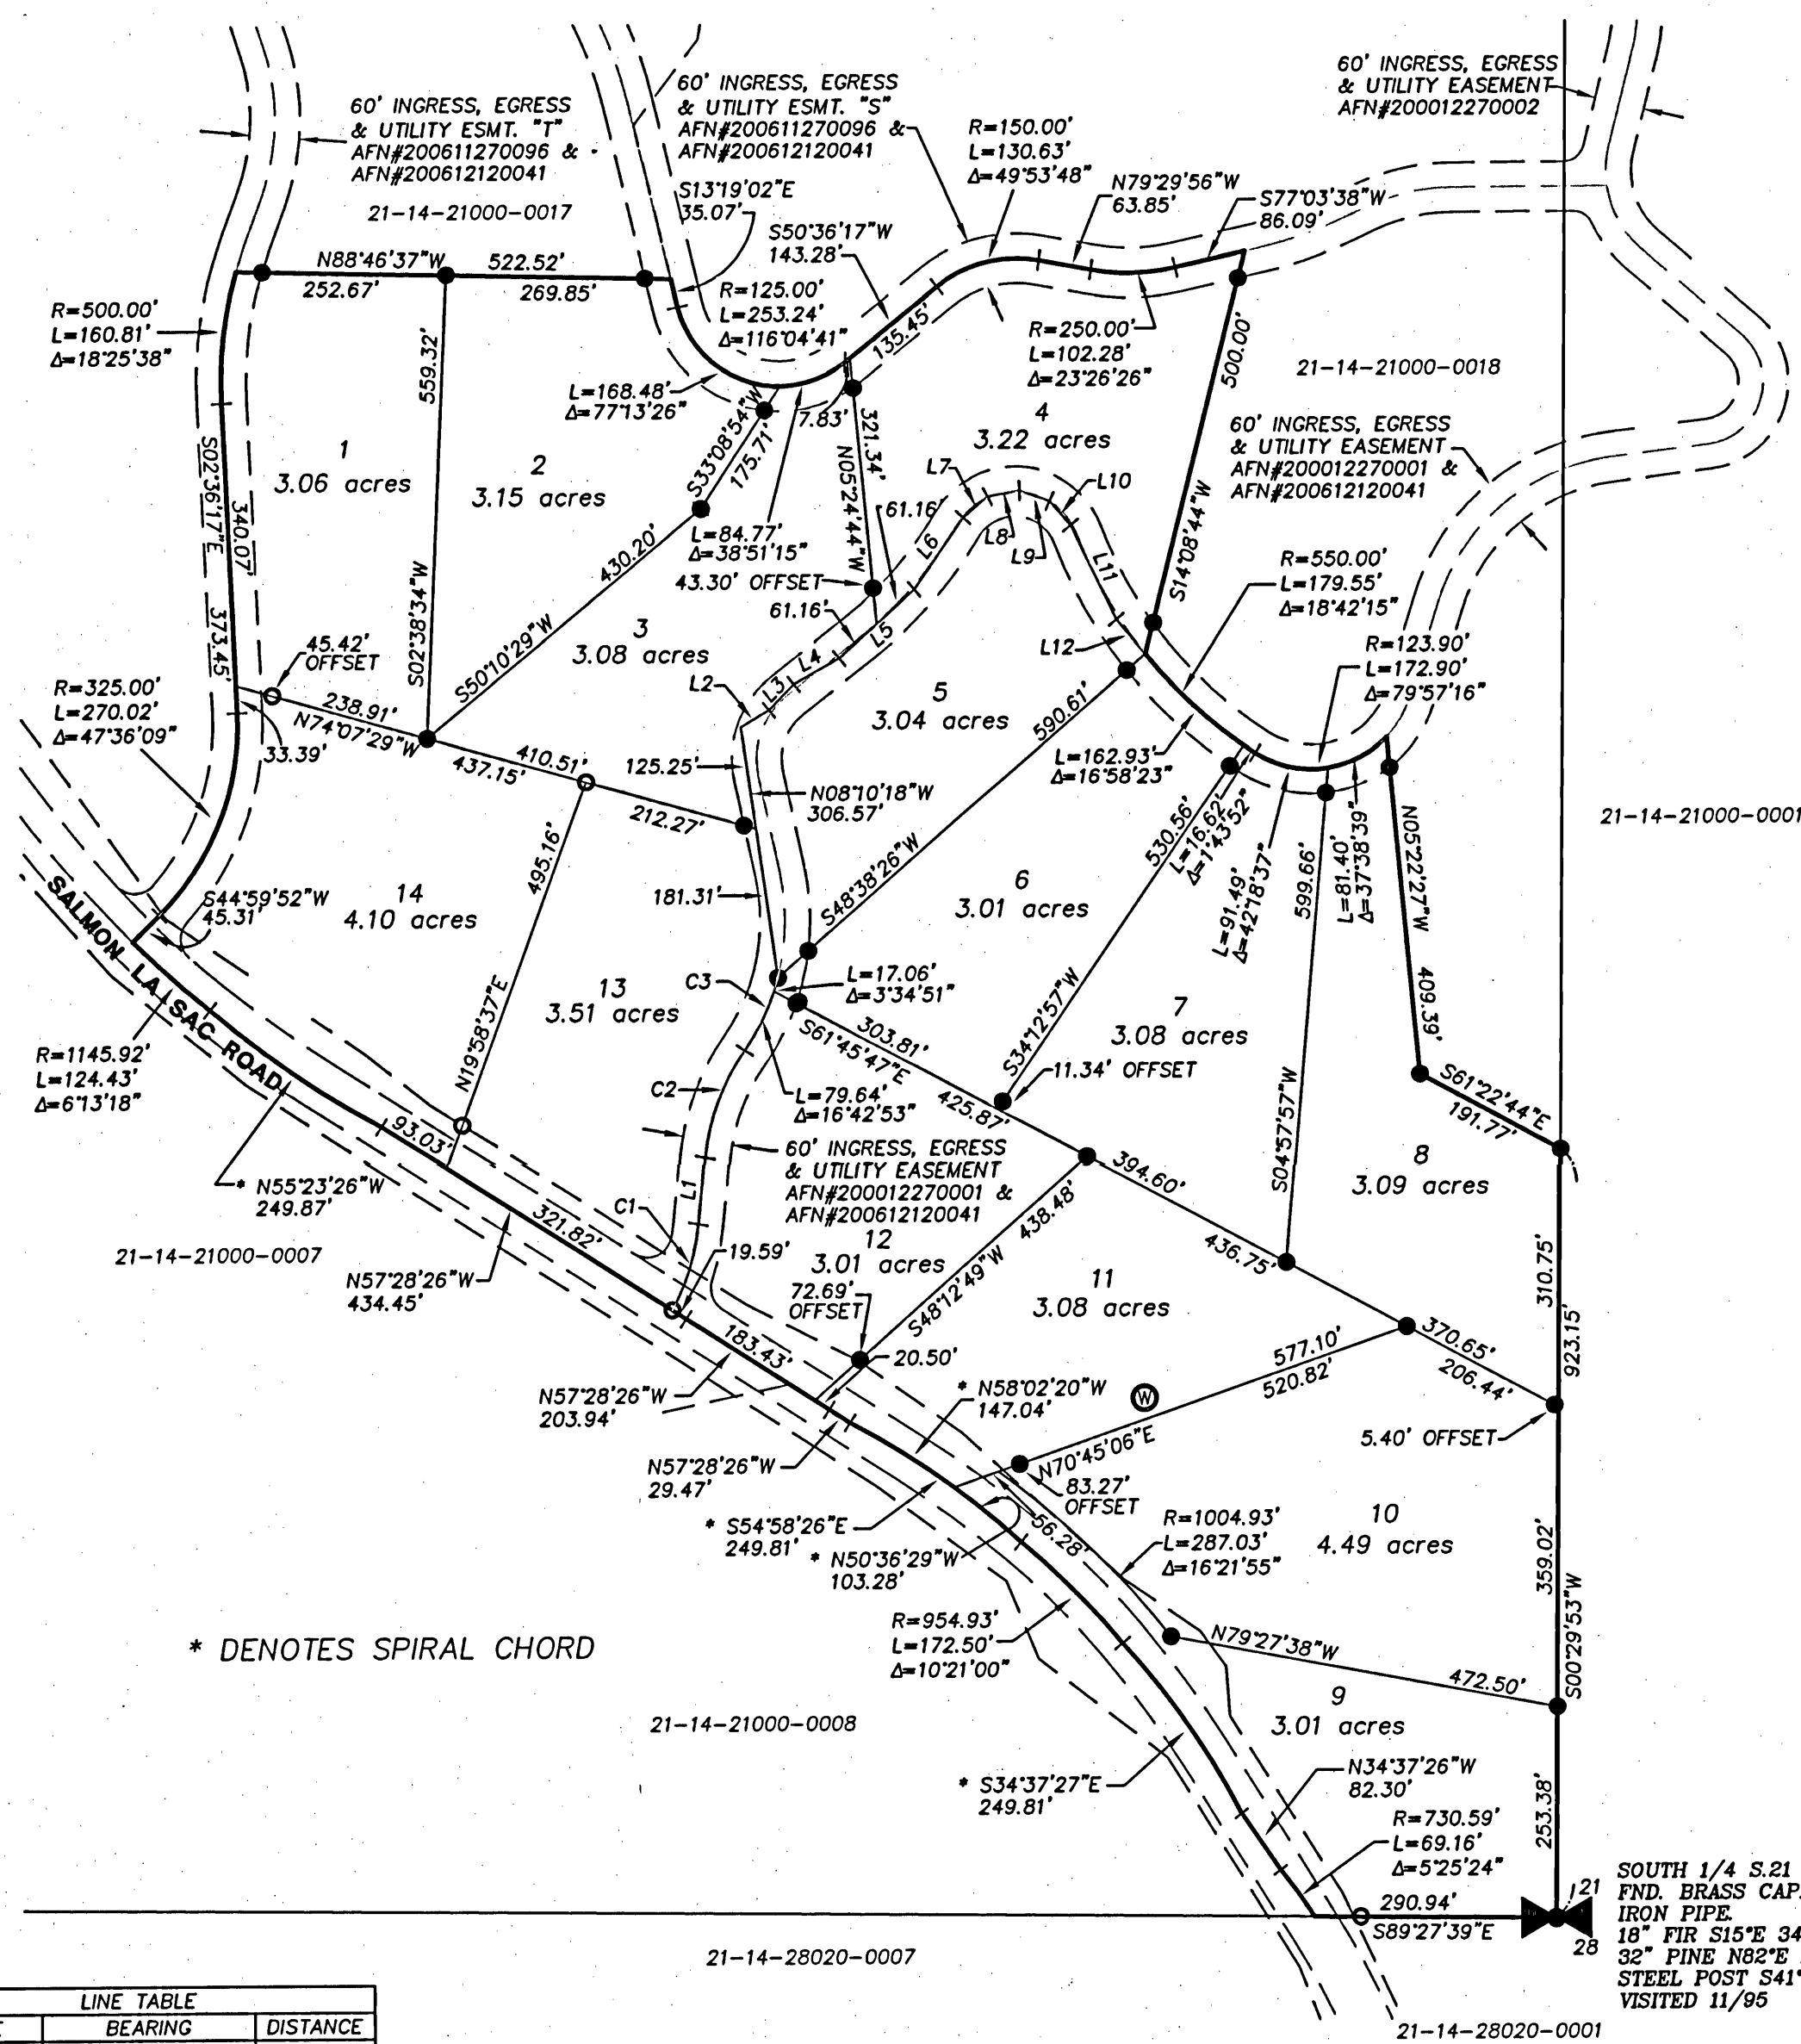 60' INGRESS, EGRESS
& UTILITY ESMT. "T"
AFN#200611270096 &
AFN#200612120041
60' INGRESS, EGRESS
& UTILITY ESMT. "S"
AFN#200611270096 &
AFN#200612120041
60' INGRESS, EGRESS
& UTILITY EASEMENT
AFN#200012270002
R=150.00'
L=130.63'
Δ=49°53'48"
N79°29'56"W
63.85'
S77°03'38"W
86.09'
21-14-21000-0017
S13°19'02"E
35.07'
S50°36'17"W
143.28'
N88°46'37"W
522.52'
252.67'
269.85'
R=500.00'
L=160.81'
Δ=18°25'38"
R=125.00'
L=253.24'
Δ=116°04'41"
135.45'
R=250.00'
L=102.28'
Δ=23°26'26"
500.00'
21-14-21000-0018
559.32'
L=168.48'
Δ=77°13'26"
7.83'
4
3.22 acres
60' INGRESS, EGRESS
& UTILITY EASEMENT
AFN#200012270001 &
AFN#200612120041
S02°36'17"E
340.07'
373.45'
1
3.06 acres
2
3.15 acres
S33°08'54"W
175.71'
321.34'
N05°24'44"W
L7
L10
L8
L9
L6
L11
61.16'
S14°08'44"W
L=84.77'
Δ=38°51'15"
430.20'
43.30' OFFSET
61.16'
R=550.00'
L=179.55'
Δ=18°42'15"
S02°38'34"W
S50°10'29"W
3
3.08 acres
L5
L4
L3
L2
L12
R=123.90'
L=172.90'
Δ=79°57'16"
45.42'
OFFSET
R=325.00'
L=270.02'
Δ=47°36'09"
238.91'
N74°07'29"W
33.39'
410.51'
437.15'
212.27'
5
3.04 acres
590.61'
125.25'
N08°10'18"W
306.57'
L=162.93'
Δ=16°58'23"
530.56'
L=16.62'
Δ=1°43'52"
N05°22'27"W
409.39'
21-14-21000-0001
495.16'
181.31'
S48°38'26"W
6
3.01 acres
L=91.49'
Δ=42°18'37"
599.66'
L=81.40'
Δ=37°38'39"
S44°59'52"W
45.31'
14
4.10 acres
SALMON LA SAC ROAD
13
3.51 acres
C3
L=17.06'
Δ=3°34'51"
S34°12'57"W
7
3.08 acres
R=1145.92'
L=124.43'
Δ=6°13'18"
N19°58'37"E
303.81'
S61°45'47"E
425.87'
11.34' OFFSET
C2
L=79.64'
Δ=16°42'53"
S61°22'44"E
191.77'
93.03'
* N55°23'26"W
249.87'
60' INGRESS, EGRESS
& UTILITY EASEMENT
AFN#200012270001 &
AFN#200612120041
L1
C1
S04°57'57"W
8
3.09 acres
394.60'
438.48'
436.75'
21-14-21000-0007
321.82'
19.59'
12
3.01 acres
72.69'
OFFSET
S48°12'49"W
11
3.08 acres
310.75'
923.15'
N57°28'26"W
434.45'
183.43'
20.50'
577.10'
520.82'
370.65'
206.44'
N57°28'26"W
203.94'
* N58°02'20"W
147.04'
W
5.40' OFFSET
N70°45'06"E
N57°28'26"W
29.47'
83.27'
OFFSET
* S54°58'26"E
249.81'
* N50°36'29"W
103.28'
56.28'
R=1004.93'
L=287.03'
Δ=16°21'55"
10
4.49 acres
359.02'
S00°29'53"W
* DENOTES SPIRAL CHORD
R=954.93'
L=172.50'
Δ=10°21'00"
N79°27'38"W
472.50'
21-14-21000-0008
9
3.01 acres
* S34°37'27"E
249.81'
N34°37'26"W
82.30'
253.38'
R=730.59'
L=69.16'
Δ=5°25'24"
290.94'
S89°27'39"E
21
28
SOUTH 1/4 S.21
FND. BRASS CAP.
IRON PIPE.
18" FIR S15°E 34
32" PINE N82°E
STEEL POST S41°
VISITED 11/95
21-14-28020-0007
21-14-28020-0001
LINE TABLE
BEARING
DISTANCE